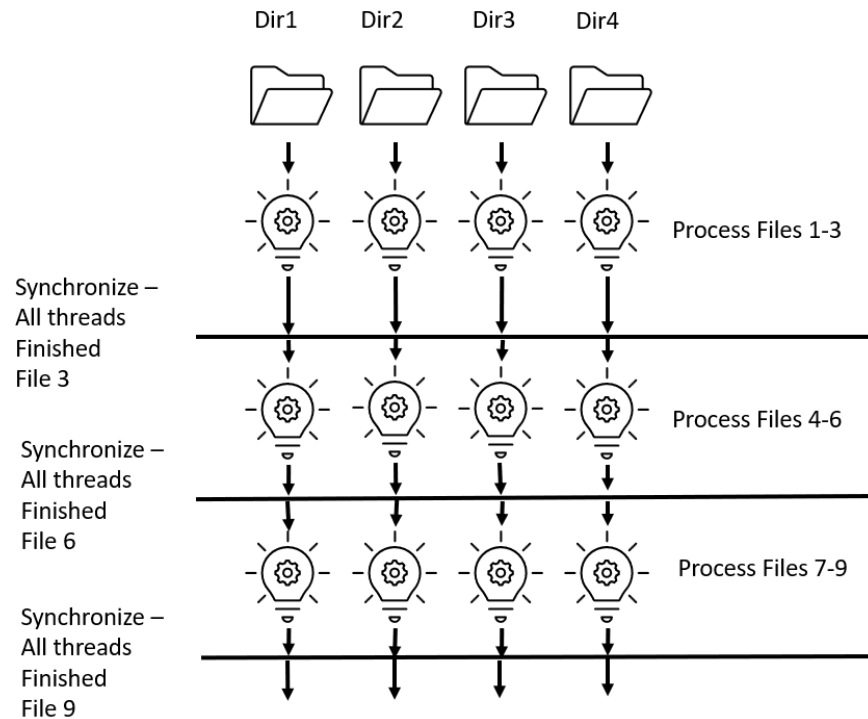 Dir1 Dir2 Dir3 Dir4
Process Files 1-3
Synchronize –
All threads
Finished
File 3
Process Files 4-6
Synchronize –
All threads
Finished
File 6
Process Files 7-9
Synchronize –
All threads
Finished
File 9